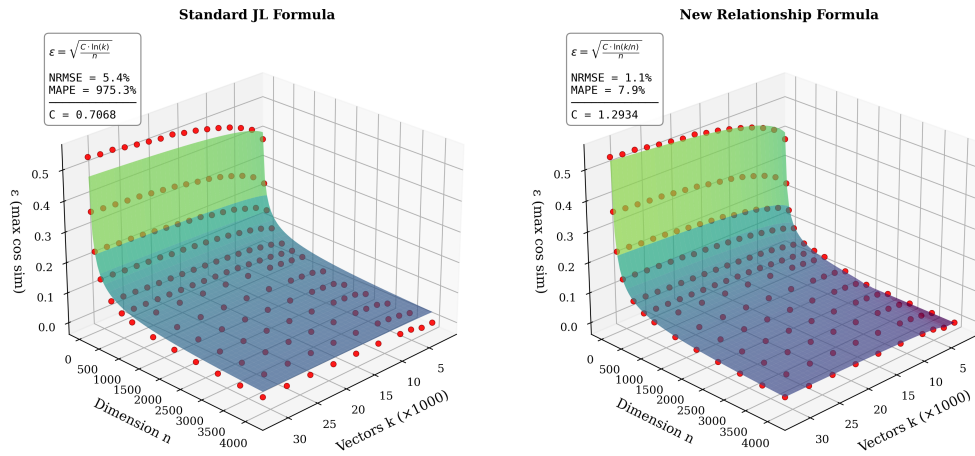 Standard JL Formula
ε = √(C·ln(k)/n)
NRMSE = 5.4%
MAPE = 975.3%
C = 0.7068
ε (max cos sim)
0.5
0.4
0.3
0.2
0.1
0.0
0
500
1000
1500
2000
2500
3000
3500
4000
Dimension n
30
25
20
15
10
5
Vectors k (×1000)
New Relationship Formula
ε = √(C·ln(k/n)/n)
NRMSE = 1.1%
MAPE = 7.9%
C = 1.2934
ε (max cos sim)
0.5
0.4
0.3
0.2
0.1
0.0
0
500
1000
1500
2000
2500
3000
3500
4000
Dimension n
30
25
20
15
10
5
Vectors k (×1000)